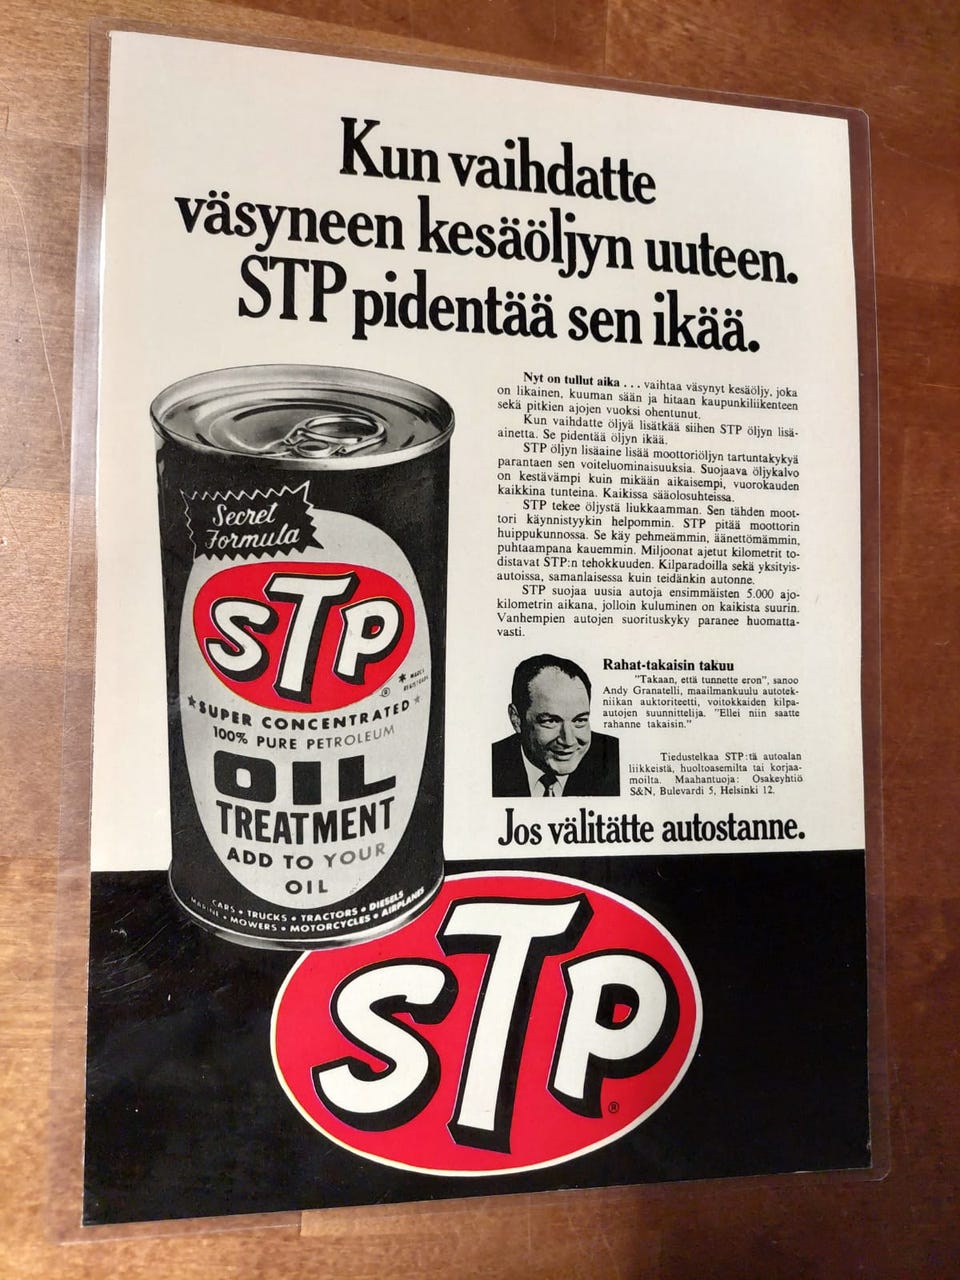 Kun vaihdatte
väsyneen kesäöljyn uuteen.
STP pidentää sen ikää.
Nyt on tullut aika . . . vaihtaa väsynyt kesäöljy, joka
on likainen, kuuman sään ja hitaan kaupunkiliikenteen
sekä pitkien ajojen vuoksi ohentunut.
Kun vaihdatte öljyä lisätkää siihen STP öljyn lisä-
ainetta. Se pidentää öljyn ikää.
STP öljyn lisäaine lisää moottoriöljyn tartuntakykyä
parantaen sen voiteluominaisuuksia. Suojaava öljykalvo
on kestävämpi kuin mikään aikaisempi, vuorokauden
kaikkina tunteina. Kaikissa sääolosuhteissa.
STP tekee öljystä liukkaamman. Sen tähden moot-
tori käynnistyykin helpommin. STP pitää moottorin
huippukunnossa. Se käy pehmeämmin, äänettömämmin,
puhtaampana kauemmin. Miljoonat ajetut kilometrit to-
distavat STP:n tehokkuuden. Kilparadoilla sekä yksityis-
autoissa, samanlaisessa kuin teidänkin autonne.
STP suojaa uusia autoja ensimmäisten 5.000 ajo-
kilometrin aikana, jolloin kuluminen on kaikista suurin.
Vanhempien autojen suorituskyky paranee huomatta-
vasti.
Rahat-takaisin takuu
"Takaan, että tunnette eron", sanoo
Andy Granatelli, maailmankuulu autotek-
niikan auktoriteetti, voitokkaiden kilpa-
autojen suunnittelija. "Ellei niin saatte
rahanne takaisin."
Tiedustelkaa STP:tä autoalan
liikkeistä, huoltoasemilta tai korjaa-
moilta. Maahantuoja: Osakeyhtiö
S&N, Bulevardi 5, Helsinki 12.
Jos välitätte autostanne.
Secret
Formula
STP
®
* MARCA
REGISTRADA
*SUPER CONCENTRATED*
100% PURE PETROLEUM
OIL
TREATMENT
ADD TO YOUR
OIL
CARS • TRUCKS • TRACTORS • DIESELS
MARINE • MOWERS • MOTORCYCLES • AIRPLANES
STP
®